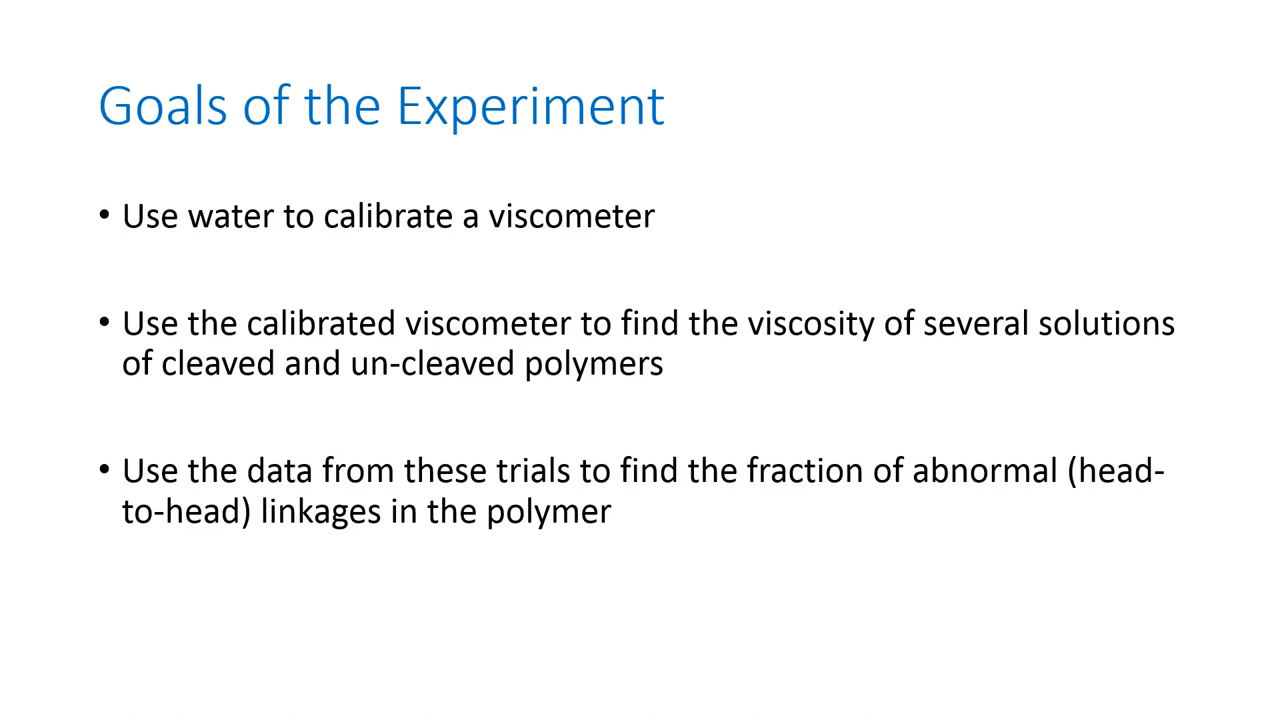 Goals of the Experiment
• Use water to calibrate a viscometer
• Use the calibrated viscometer to find the viscosity of several solutions
of cleaved and un-cleaved polymers
• Use the data from these trials to find the fraction of abnormal (head-
to-head) linkages in the polymer